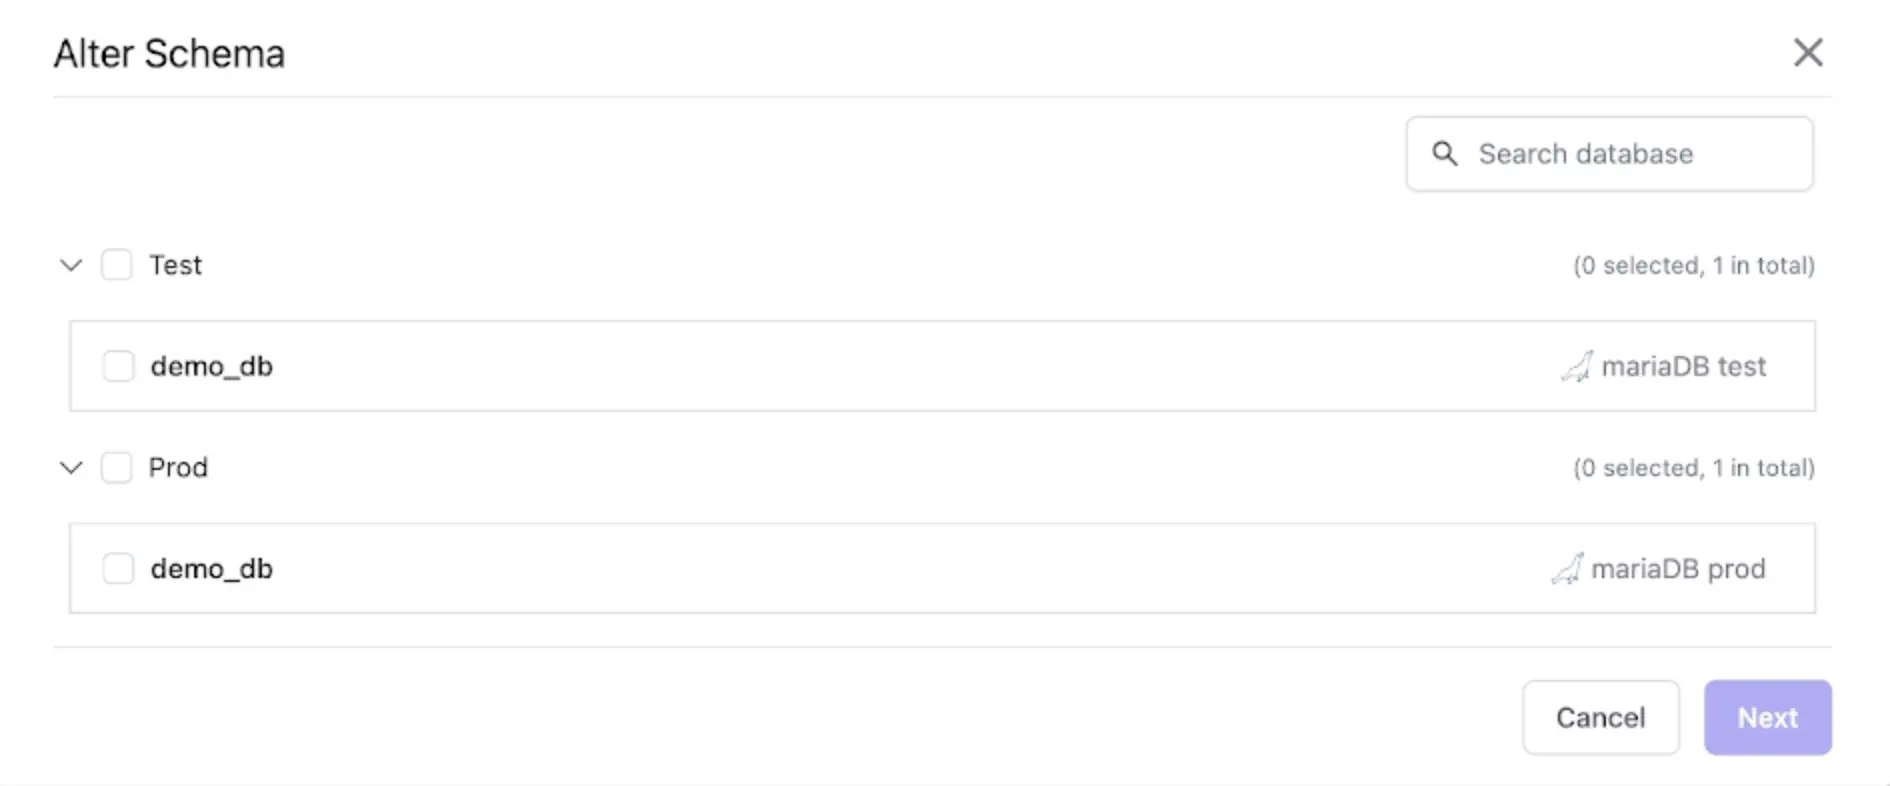 Alter Schema
Search database
Test (0 selected, 1 in total)
demo_db mariaDB test
Prod (0 selected, 1 in total)
demo_db mariaDB prod
Cancel Next